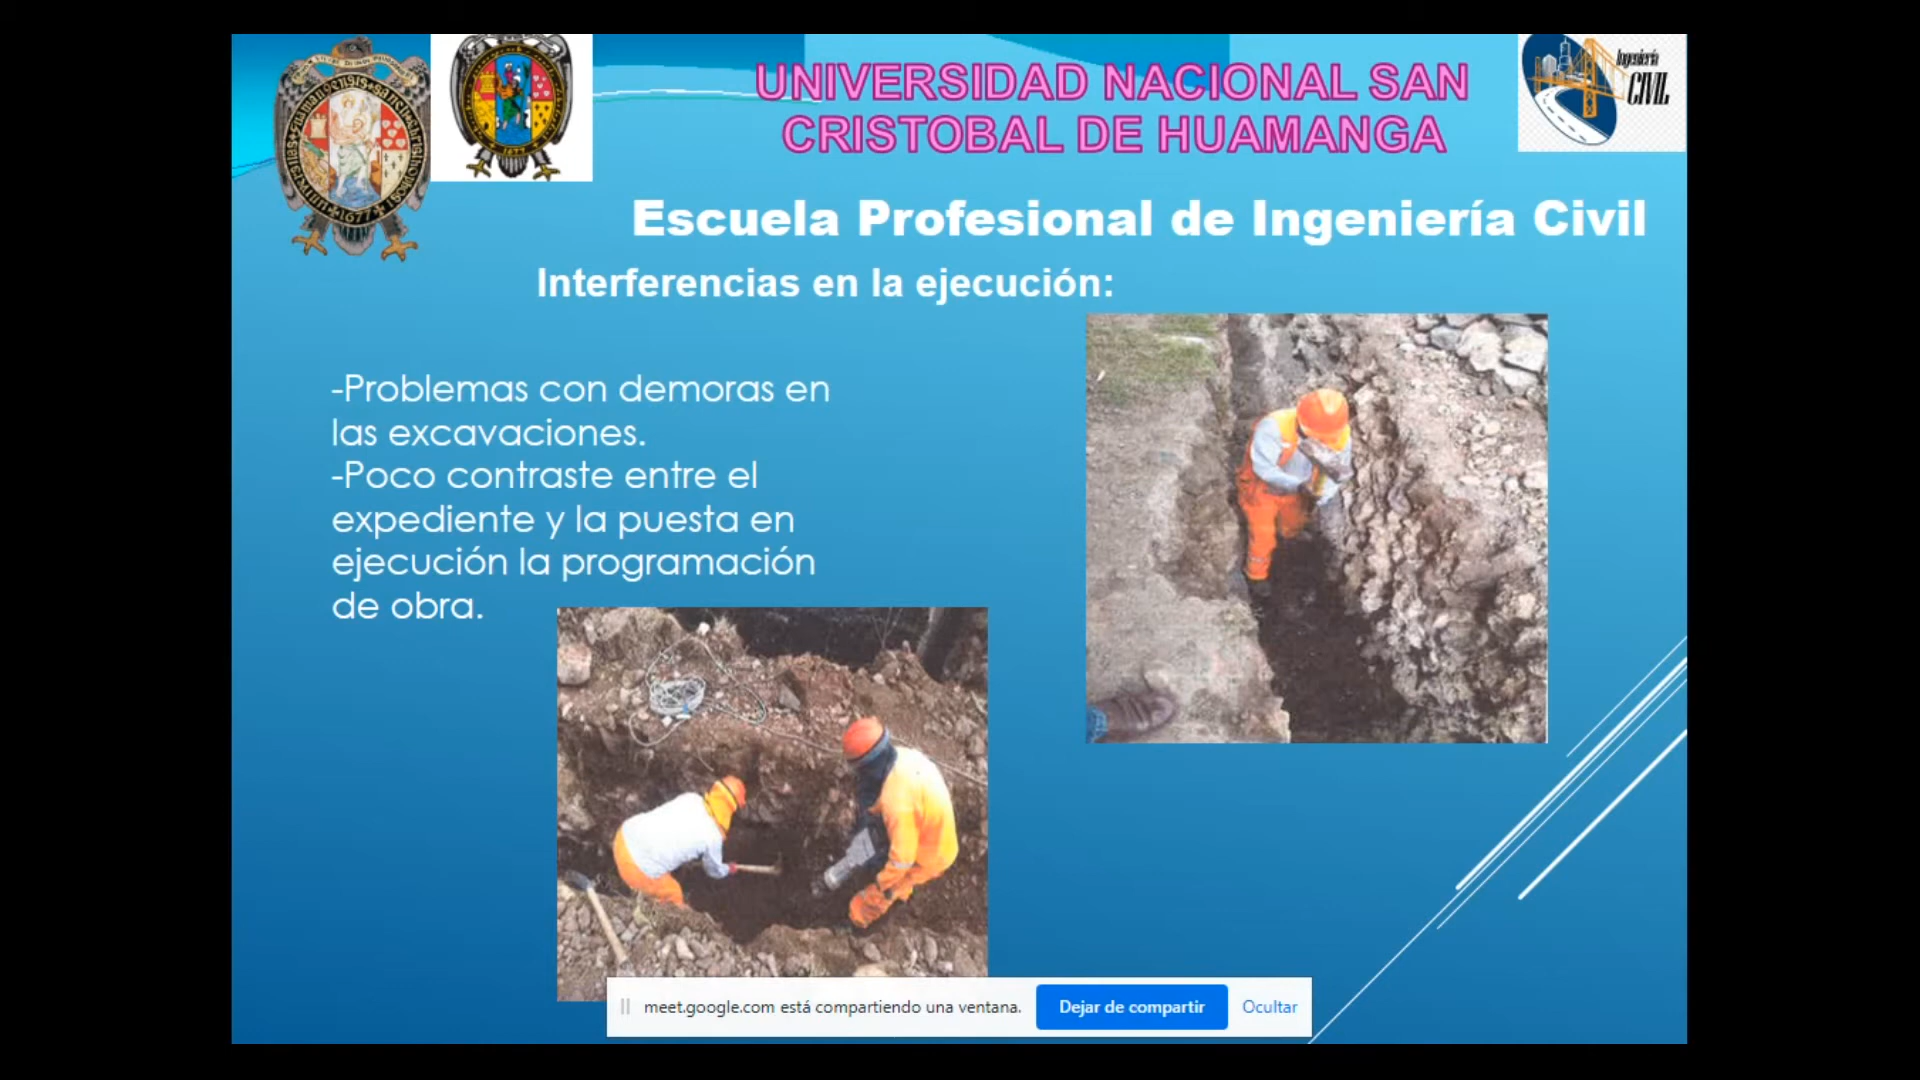 UNIVERSIDAD NACIONAL SAN
CRISTOBAL DE HUAMANGA
Ingeniería
CIVIL
1677
1677
Escuela Profesional de Ingeniería Civil
Interferencias en la ejecución:
-Problemas con demoras en
las excavaciones.
-Poco contraste entre el
expediente y la puesta en
ejecución la programación
de obra.
meet.google.com está compartiendo una ventana.
Dejar de compartir
Ocultar